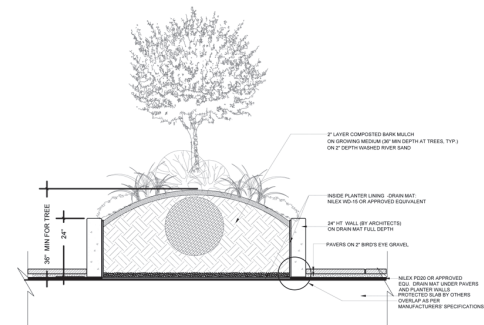 2" LAYER COMPOSTED BARK MULCH
ON GROWING MEDIUM (36" MIN DEPTH AT TREES, TYP.)
ON 2" DEPTH WASHED RIVER SAND
INSIDE PLANTER LINING -DRAIN MAT:
NILEX WD-15 OR APPROVED EQUIVALENT
24" HT WALL (BY ARCHITECTS)
ON DRAIN MAT FULL DEPTH
36" MIN FOR TREE
24"
PAVERS ON 2" BIRD'S EYE GRAVEL
NILEX PD20 OR APPROVED
EQU. DRAIN MAT UNDER PAVERS
AND PLANTER WALLS
PROTECTED SLAB BY OTHERS
OVERLAP AS PER
MANUFACTURERS' SPECIFICATIONS